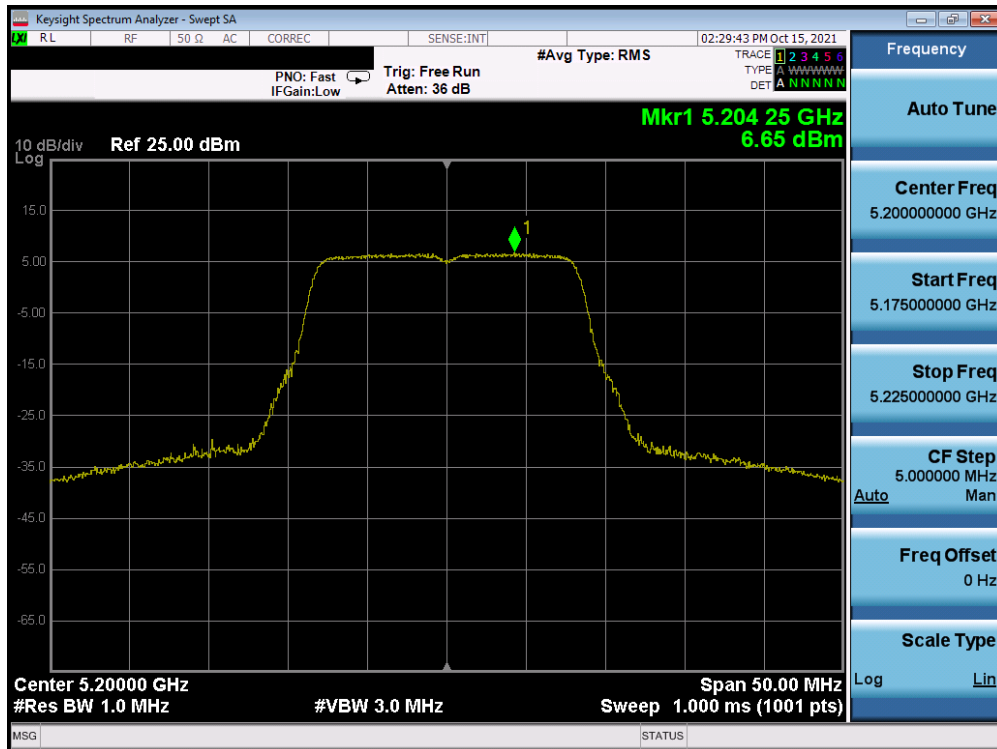 Keysight Spectrum Analyzer - Swept SA
LXI RL RF 50 Ω AC CORREC SENSE:INT 02:29:43 PM Oct 15, 2021
PNO: Fast
IFGain:Low
Trig: Free Run
Atten: 36 dB
#Avg Type: RMS
TRACE 1 2 3 4 5 6
TYPE A WWWWW
DET A N N N N N
Mkr1 5.204 25 GHz
6.65 dBm
10 dB/div
Log
Ref 25.00 dBm
1
15.0
5.00
-5.00
-15.0
-25.0
-35.0
-45.0
-55.0
-65.0
Center 5.20000 GHz
Span 50.00 MHz
#Res BW 1.0 MHz
#VBW 3.0 MHz
Sweep 1.000 ms (1001 pts)
MSG
STATUS
Frequency
Auto Tune
Center Freq
5.200000000 GHz
Start Freq
5.175000000 GHz
Stop Freq
5.225000000 GHz
CF Step
5.000000 MHz
Auto Man
Freq Offset
0 Hz
Scale Type
Log Lin